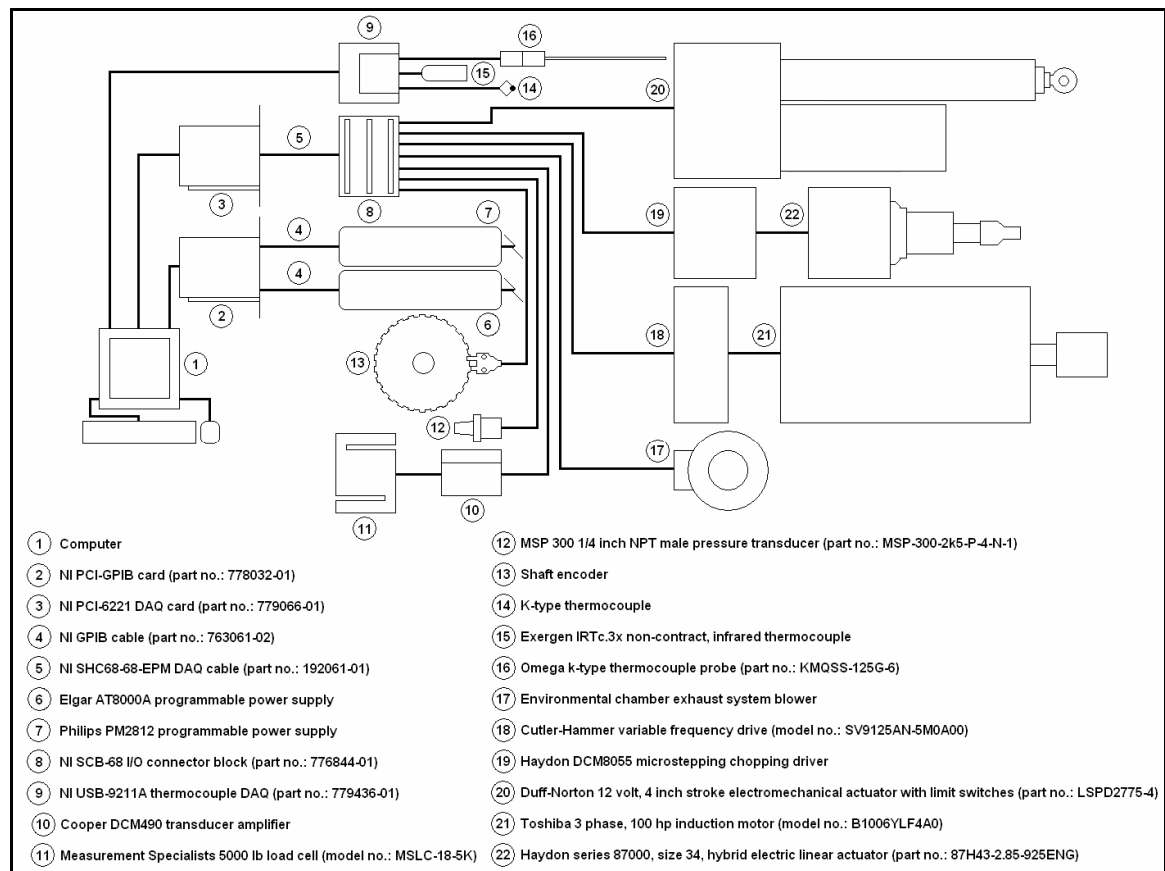 9
16
15
14
20
5
3
8
7
19
22
4
4
2
6
18
21
1
13
12
17
11
10
1 Computer
2 NI PCI-GPIB card (part no.: 778032-01)
3 NI PCI-6221 DAQ card (part no.: 779066-01)
4 NI GPIB cable (part no.: 763061-02)
5 NI SHC68-68-EPM DAQ cable (part no.: 192061-01)
6 Elgar AT8000A programmable power supply
7 Philips PM2812 programmable power supply
8 NI SCB-68 I/O connector block (part no.: 776844-01)
9 NI USB-9211A thermocouple DAQ (part no.: 779436-01)
10 Cooper DCM490 transducer amplifier
11 Measurement Specialists 5000 lb load cell (model no.: MSLC-18-5K)
12 MSP 300 1/4 inch NPT male pressure transducer (part no.: MSP-300-2k5-P-4-N-1)
13 Shaft encoder
14 K-type thermocouple
15 Exergen IRTc.3x non-contract, infrared thermocouple
16 Omega k-type thermocouple probe (part no.: KMQSS-125G-6)
17 Environmental chamber exhaust system blower
18 Cutler-Hammer variable frequency drive (model no.: SV9125AN-5M0A00)
19 Haydon DCM8055 microstepping chopping driver
20 Duff-Norton 12 volt, 4 inch stroke electromechanical actuator with limit switches (part no.: LSPD2775-4)
21 Toshiba 3 phase, 100 hp induction motor (model no.: B1006YLF4A0)
22 Haydon series 87000, size 34, hybrid electric linear actuator (part no.: 87H43-2.85-925ENG)